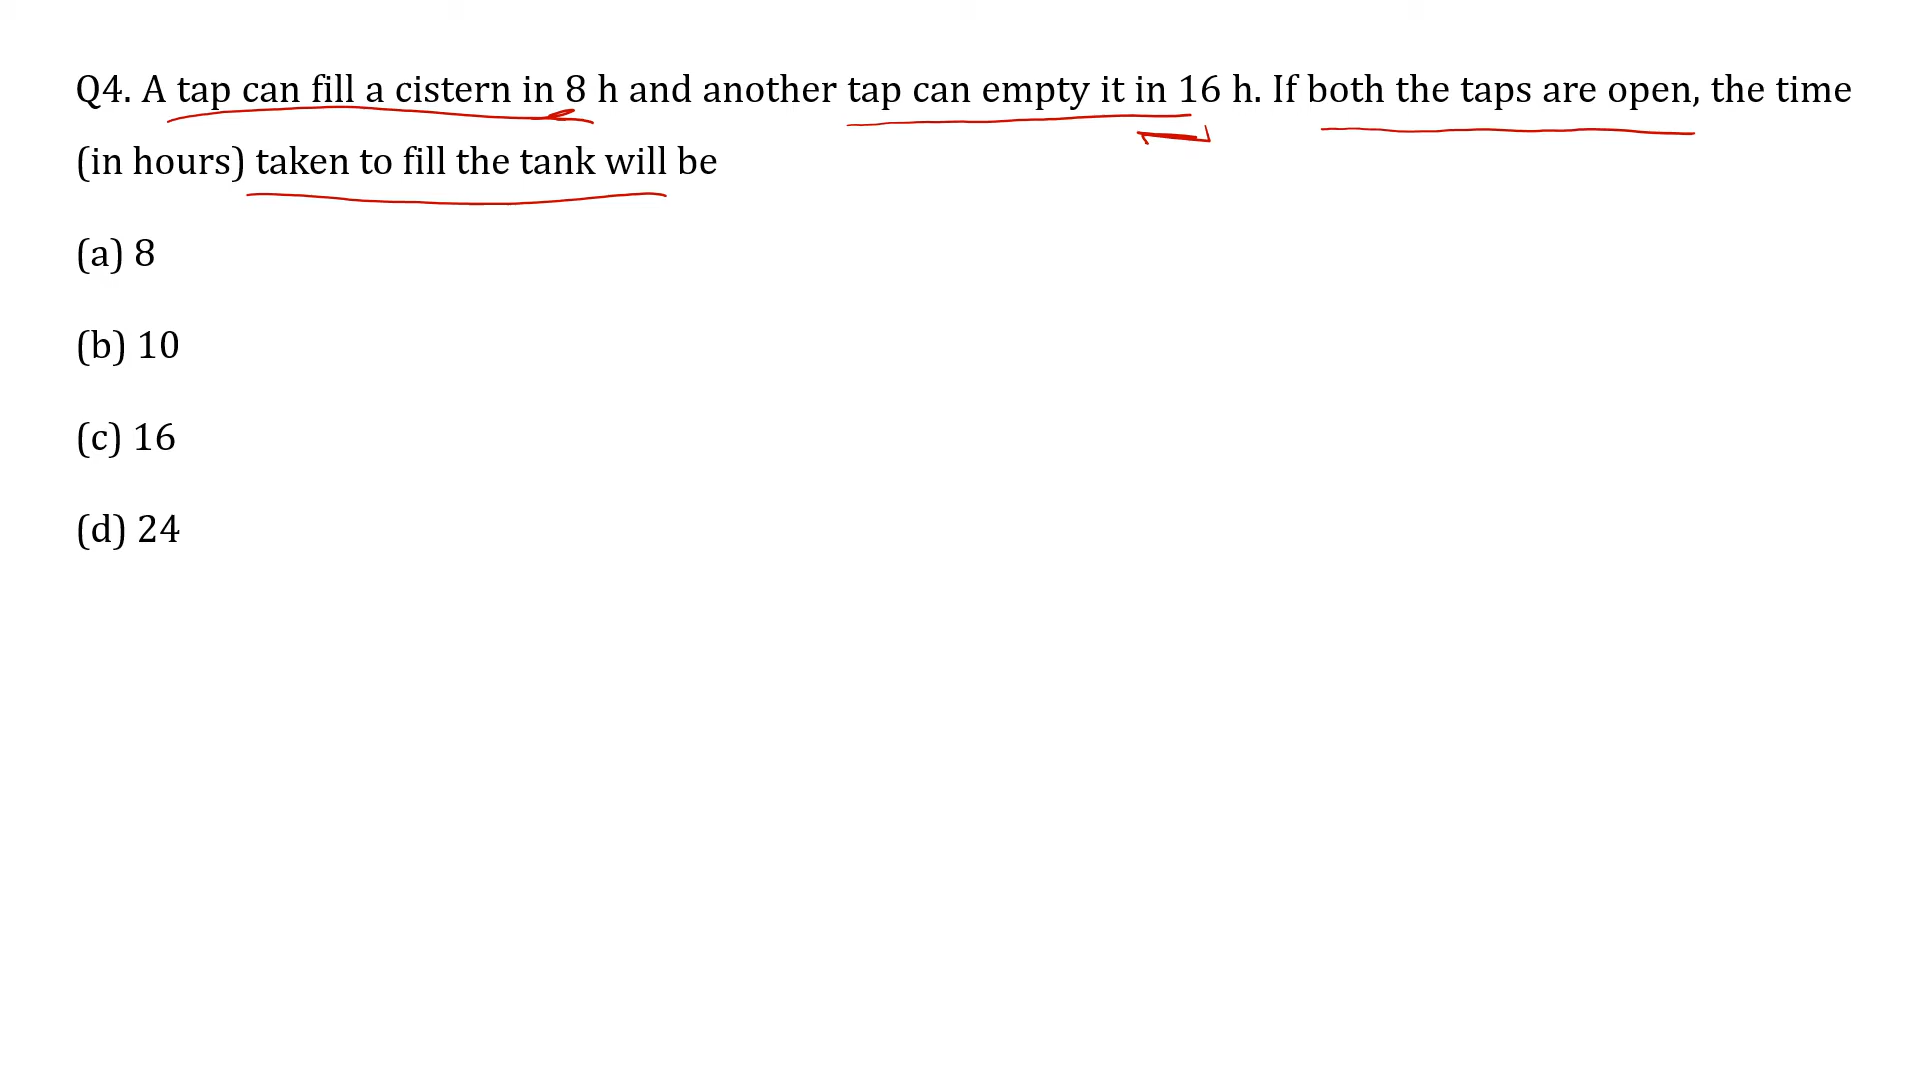 Q4. A tap can fill a cistern in 8 h and another tap can empty it in 16 h. If both the taps are open, the time
(in hours) taken to fill the tank will be
(a) 8
(b) 10
(c) 16
(d) 24